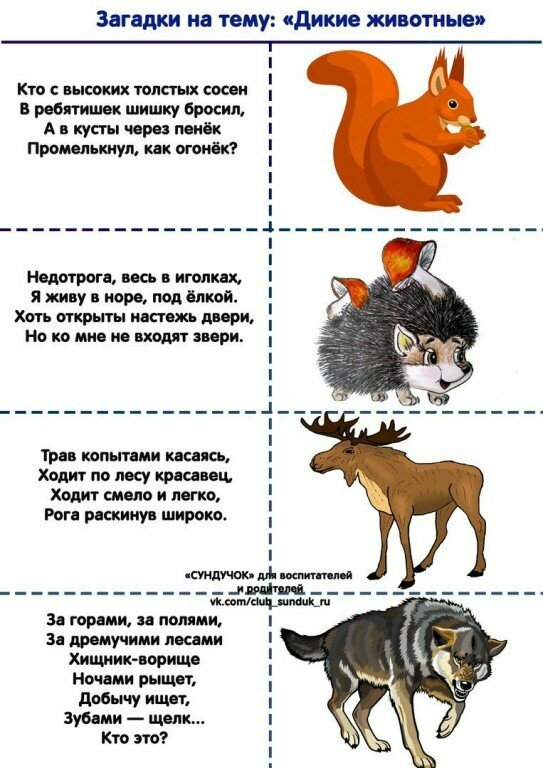 Загадки на тему: «Дикие животные»
Кто с высоких толстых сосен
В ребятишек шишку бросил,
А в кусты через пенёк
Промелькнул, как огонёк?
Недотрога, весь в иголках,
Я живу в норе, под ёлкой.
Хоть открыты настежь двери,
Но ко мне не входят звери.
Трав копытами касаясь,
Ходит по лесу красавец,
Ходит смело и легко,
Рога раскинув широко.
«СУНДУЧОК» для воспитателей
и родителей
vk.com/club_sunduk_ru
За горами, за полями,
За дремучими лесами
Хищник-ворище
Ночами рыщет,
Добычу ищет,
Зубами — щелк...
Кто это?